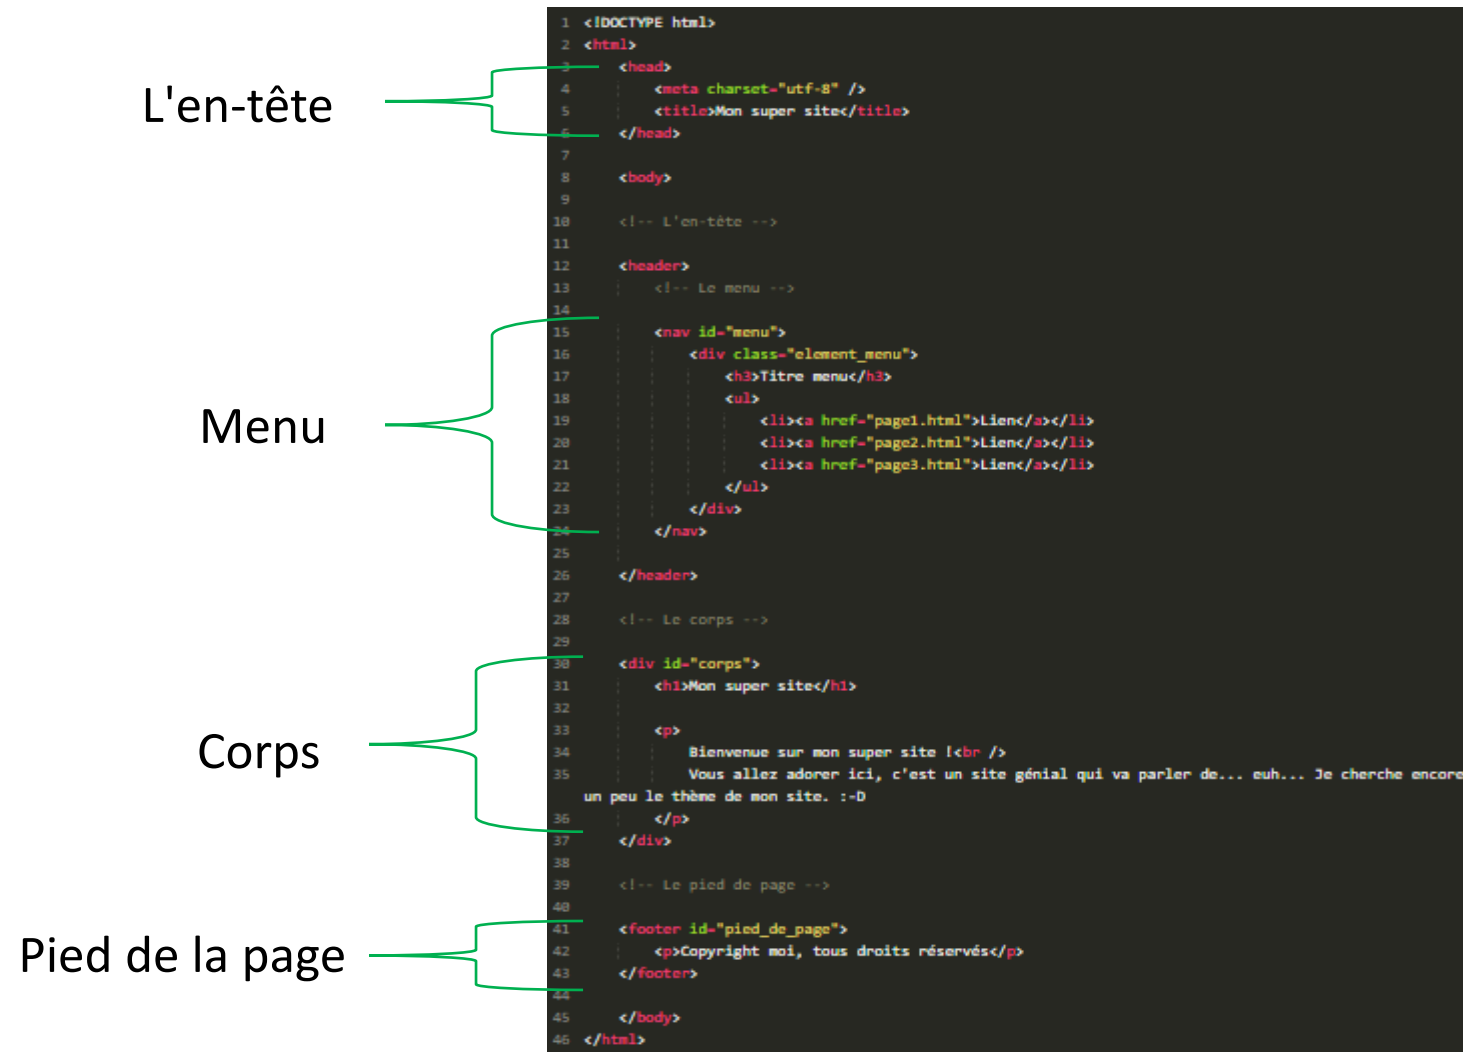 L'en-tête
Menu
Corps
Pied de la page
1 <!DOCTYPE html>
2 <html>
3 <head>
4 <meta charset="utf-8" />
5 <title>Mon super site</title>
6 </head>
7
8 <body>
9
10 <!-- L'en-tête -->
11
12 <header>
13 <!-- Le menu -->
14
15 <nav id="menu">
16 <div class="element_menu">
17 <h3>Titre menu</h3>
18 <ul>
19 <li><a href="page1.html">Lien</a></li>
20 <li><a href="page2.html">Lien</a></li>
21 <li><a href="page3.html">Lien</a></li>
22 </ul>
23 </div>
24 </nav>
25
26 </header>
27
28 <!-- Le corps -->
29
30 <div id="corps">
31 <h1>Mon super site</h1>
32
33 <p>
34 Bienvenue sur mon super site !<br />
35 Vous allez adorer ici, c'est un site génial qui va parler de... euh... Je cherche encore
un peu le thème de mon site. :-D
36 </p>
37 </div>
38
39 <!-- Le pied de page -->
40
41 <footer id="pied_de_page">
42 <p>Copyright moi, tous droits réservés</p>
43 </footer>
44
45 </body>
46 </html>